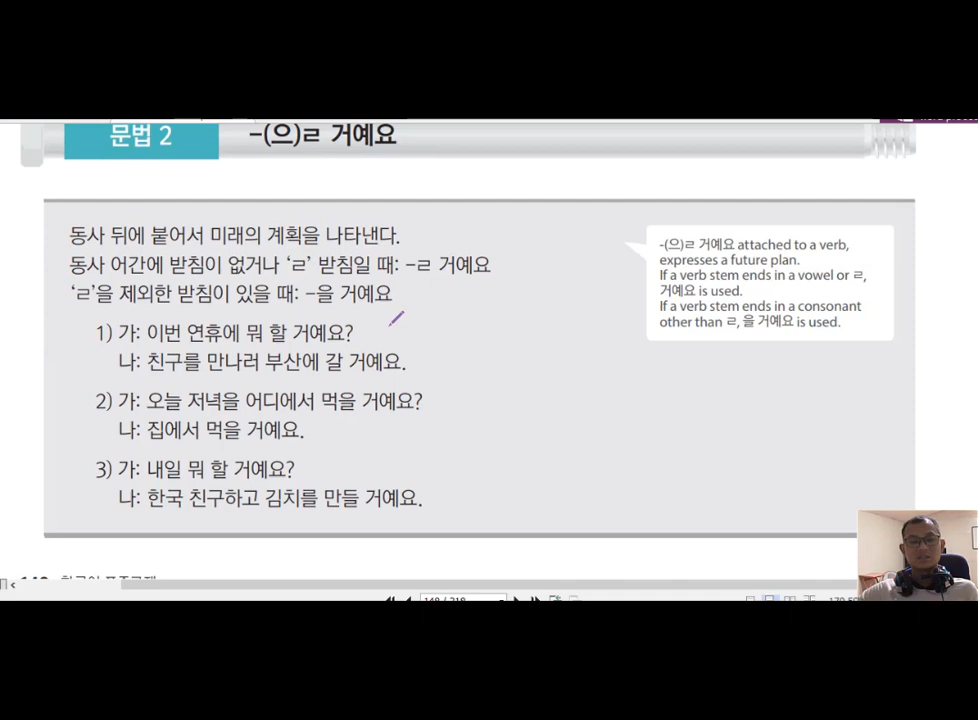 문법 2
-(으)ㄹ 거예요
동사 뒤에 붙어서 미래의 계획을 나타낸다.
동사 어간에 받침이 없거나 ‘ㄹ’ 받침일 때: -ㄹ 거예요
‘ㄹ’을 제외한 받침이 있을 때: -을 거예요
1) 가: 이번 연휴에 뭐 할 거예요?
나: 친구를 만나러 부산에 갈 거예요.
2) 가: 오늘 저녁을 어디에서 먹을 거예요?
나: 집에서 먹을 거예요.
3) 가: 내일 뭐 할 거예요?
나: 한국 친구하고 김치를 만들 거예요.
-(으)ㄹ 거예요 attached to a verb,
expresses a future plan.
If a verb stem ends in a vowel or ㄹ,
거예요 is used.
If a verb stem ends in a consonant
other than ㄹ, 을 거예요 is used.
148 / 218